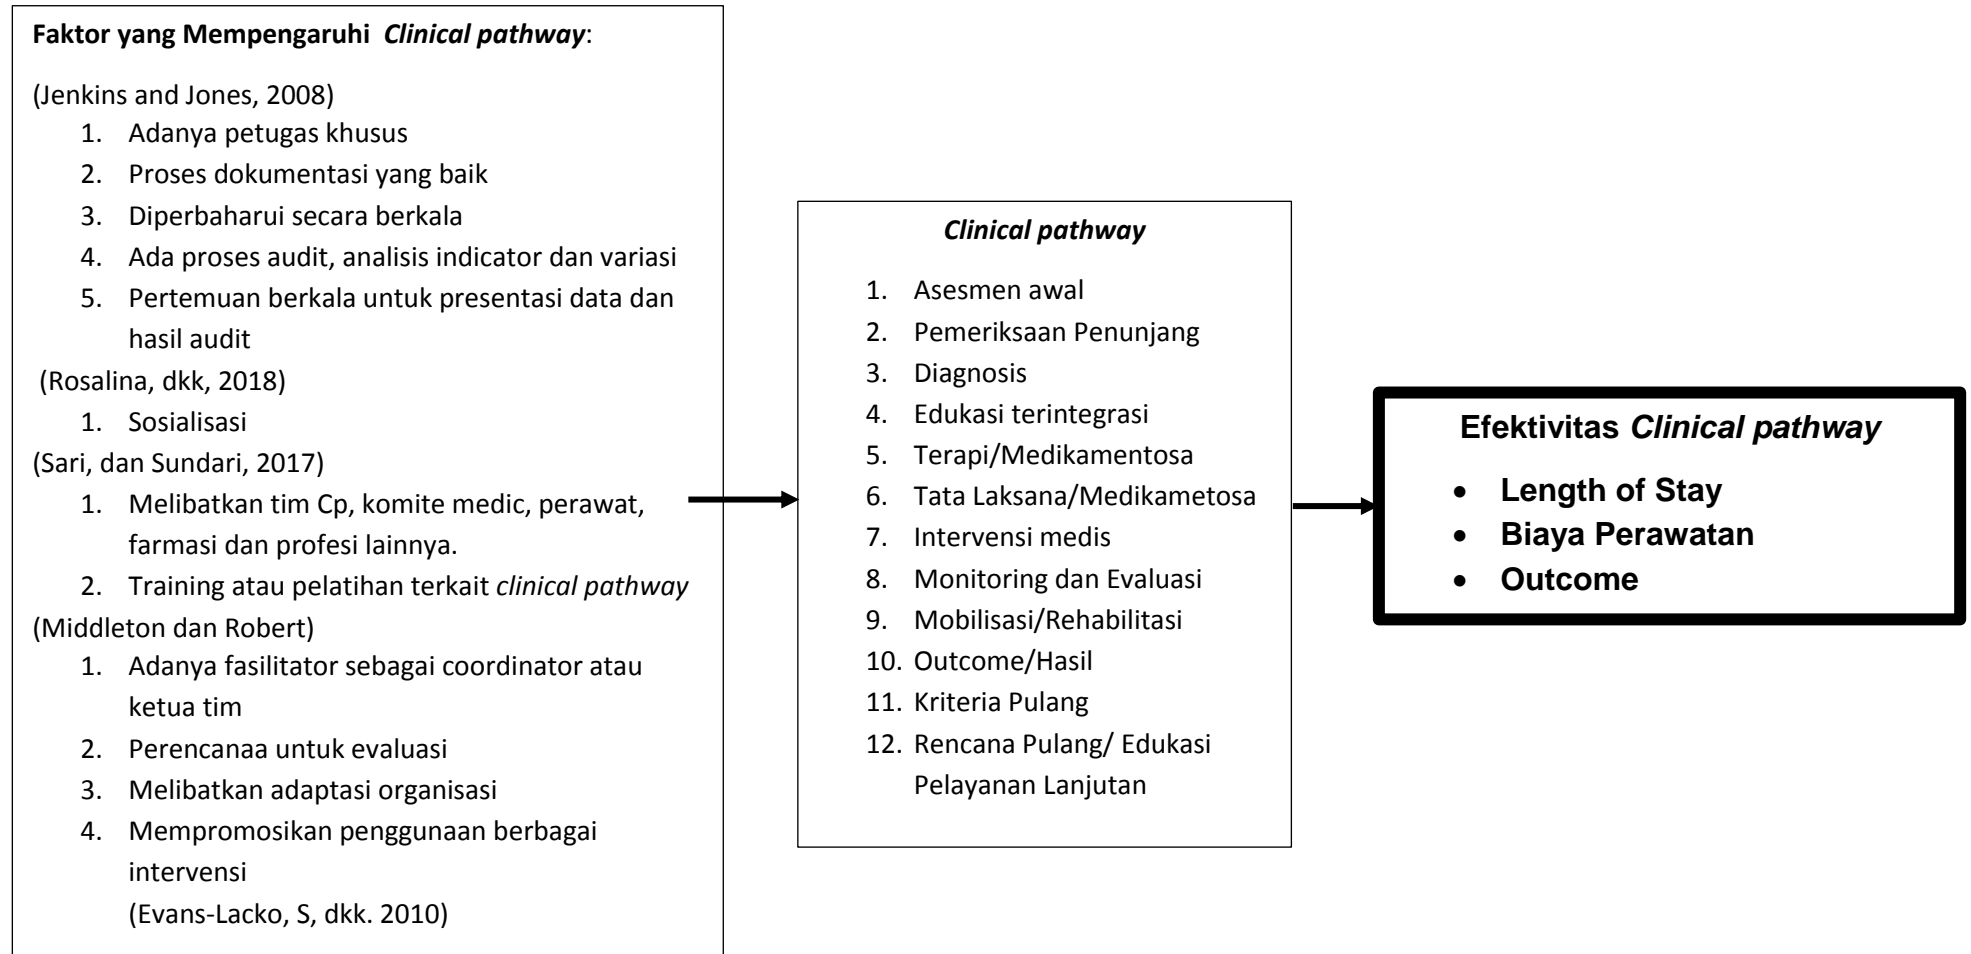 Faktor yang Mempengaruhi Clinical pathway:
(Jenkins and Jones, 2008)
1. Adanya petugas khusus
2. Proses dokumentasi yang baik
3. Diperbaharui secara berkala
4. Ada proses audit, analisis indicator dan variasi
5. Pertemuan berkala untuk presentasi data dan
hasil audit
(Rosalina, dkk, 2018)
1. Sosialisasi
(Sari, dan Sundari, 2017)
1. Melibatkan tim Cp, komite medic, perawat,
farmasi dan profesi lainnya.
2. Training atau pelatihan terkait clinical pathway
(Middleton dan Robert)
1. Adanya fasilitator sebagai coordinator atau
ketua tim
2. Perencanaa untuk evaluasi
3. Melibatkan adaptasi organisasi
4. Mempromosikan penggunaan berbagai
intervensi
(Evans-Lacko, S, dkk. 2010)
Clinical pathway
1. Asesmen awal
2. Pemeriksaan Penunjang
3. Diagnosis
4. Edukasi terintegrasi
5. Terapi/Medikamentosa
6. Tata Laksana/Medikametosa
7. Intervensi medis
8. Monitoring dan Evaluasi
9. Mobilisasi/Rehabilitasi
10. Outcome/Hasil
11. Kriteria Pulang
12. Rencana Pulang/ Edukasi
Pelayanan Lanjutan
Efektivitas Clinical pathway
• Length of Stay
• Biaya Perawatan
• Outcome